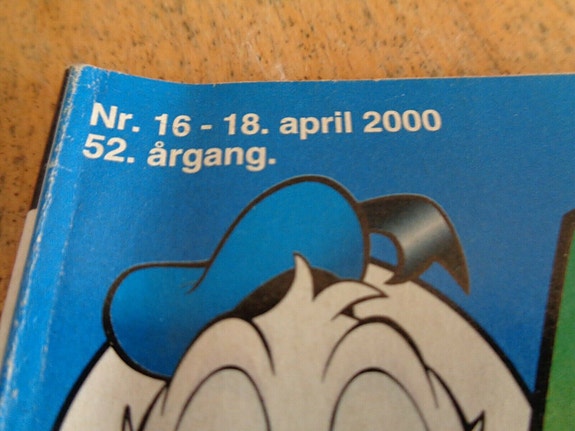 Nr. 16 - 18. april 2000
52. årgang.